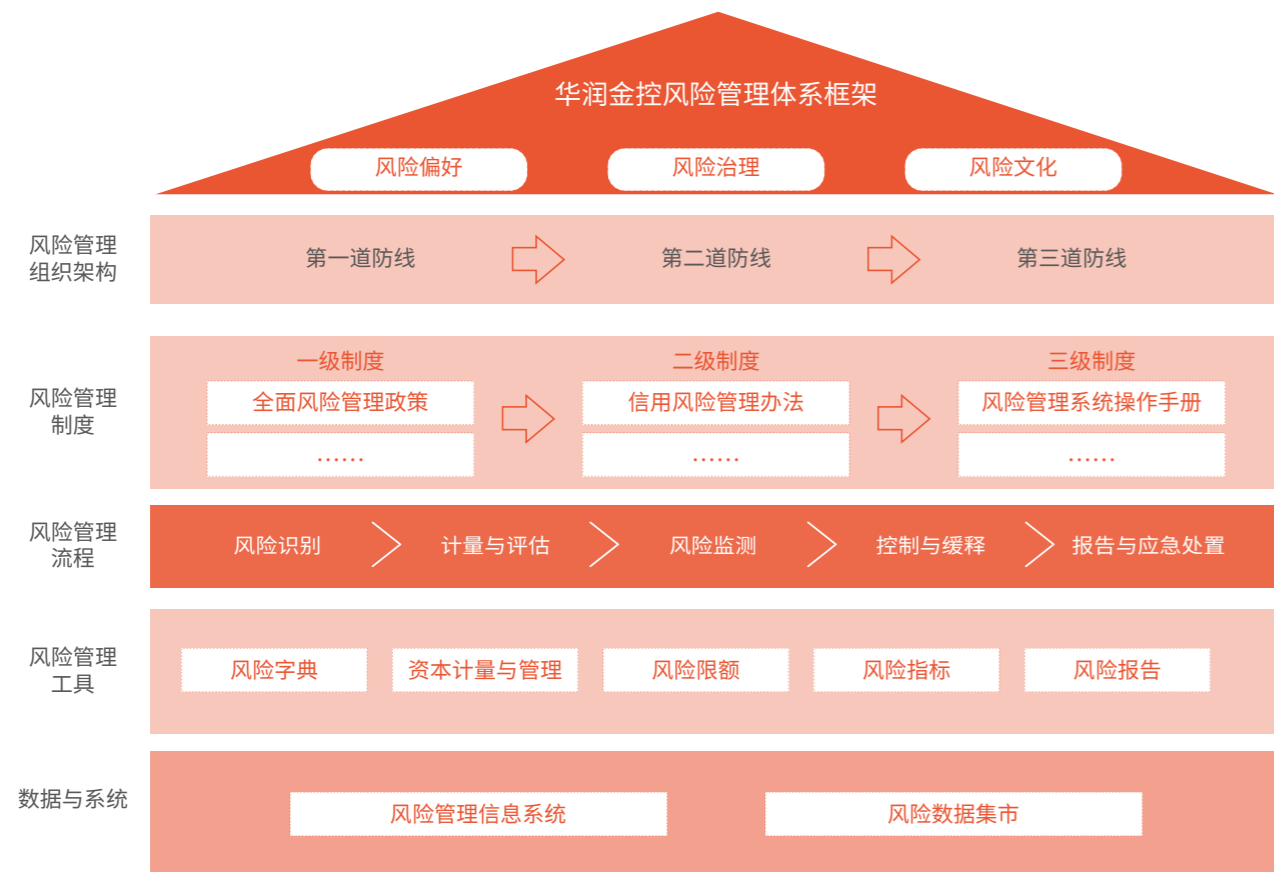 华润金控风险管理体系框架
风险偏好
风险治理
风险文化
风险管理
组织架构
第一道防线
第二道防线
第三道防线
风险管理
制度
一级制度
二级制度
三级制度
全面风险管理政策
信用风险管理办法
风险管理系统操作手册
……
……
……
风险管理
流程
风险识别
计量与评估
风险监测
控制与缓释
报告与应急处置
风险管理
工具
风险字典
资本计量与管理
风险限额
风险指标
风险报告
数据与系统
风险管理信息系统
风险数据集市